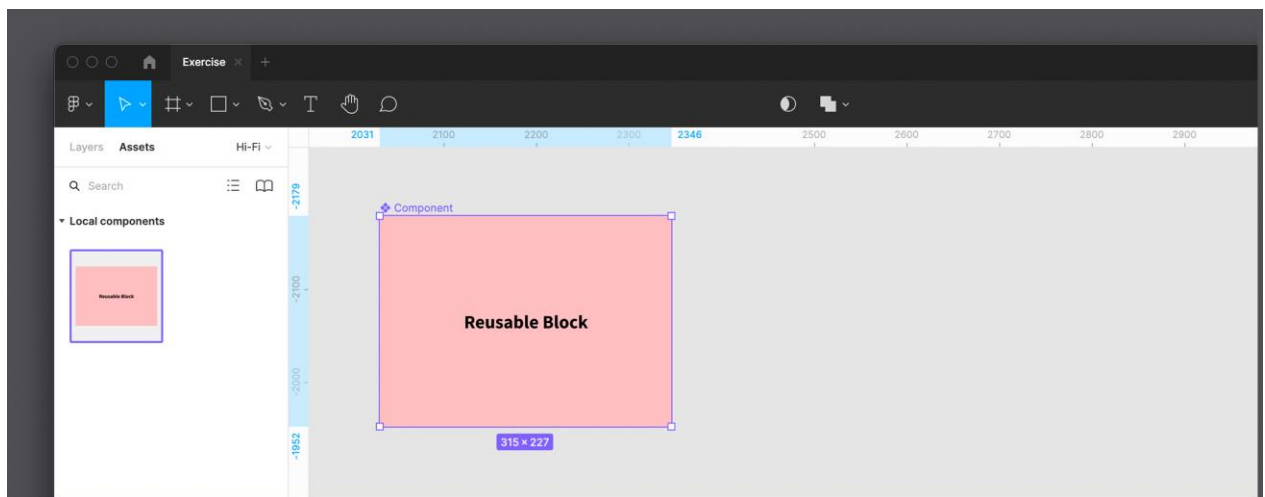 Exercise
T
Layers Assets Hi-Fi
Search
Local components
Reusable Block
2031 2100 2200 2300 2346 2500 2600 2700 2800 2900
-2179
-2100
-2000
-1952
Component
Reusable Block
315 × 227